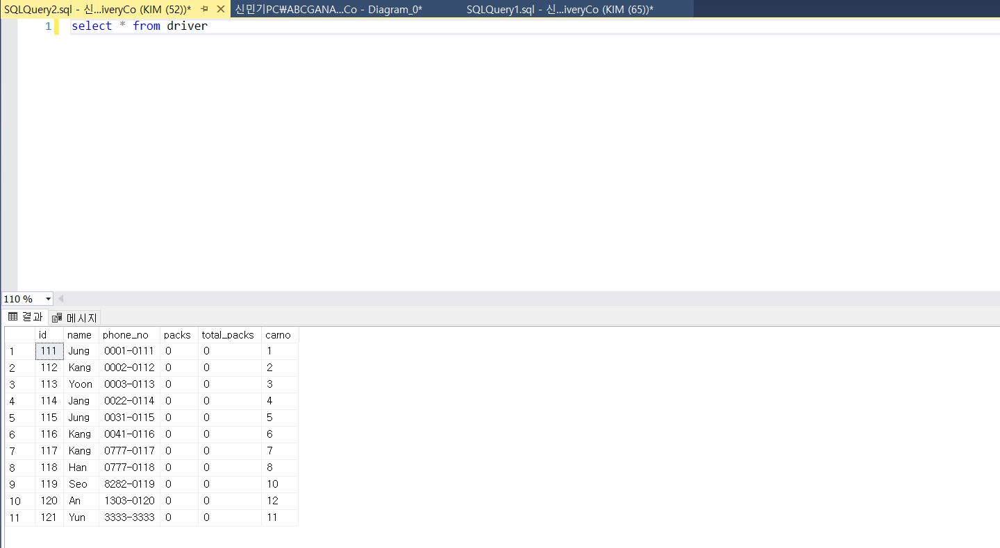 SQLQuery2.sql - 신...iveryCo (KIM (52))* 신민기PC\ABCGANA...Co - Diagram_0* SQLQuery1.sql - 신...iveryCo (KIM (65))*
1 select * from driver
110 %
결과 메시지
id name phone_no packs total_packs carno
1 111 Jung 0001-0111 0 0 1
2 112 Kang 0002-0112 0 0 2
3 113 Yoon 0003-0113 0 0 3
4 114 Jang 0022-0114 0 0 4
5 115 Jung 0031-0115 0 0 5
6 116 Kang 0041-0116 0 0 6
7 117 Kang 0777-0117 0 0 7
8 118 Han 0777-0118 0 0 8
9 119 Seo 8282-0119 0 0 10
10 120 An 1303-0120 0 0 12
11 121 Yun 3333-3333 0 0 11